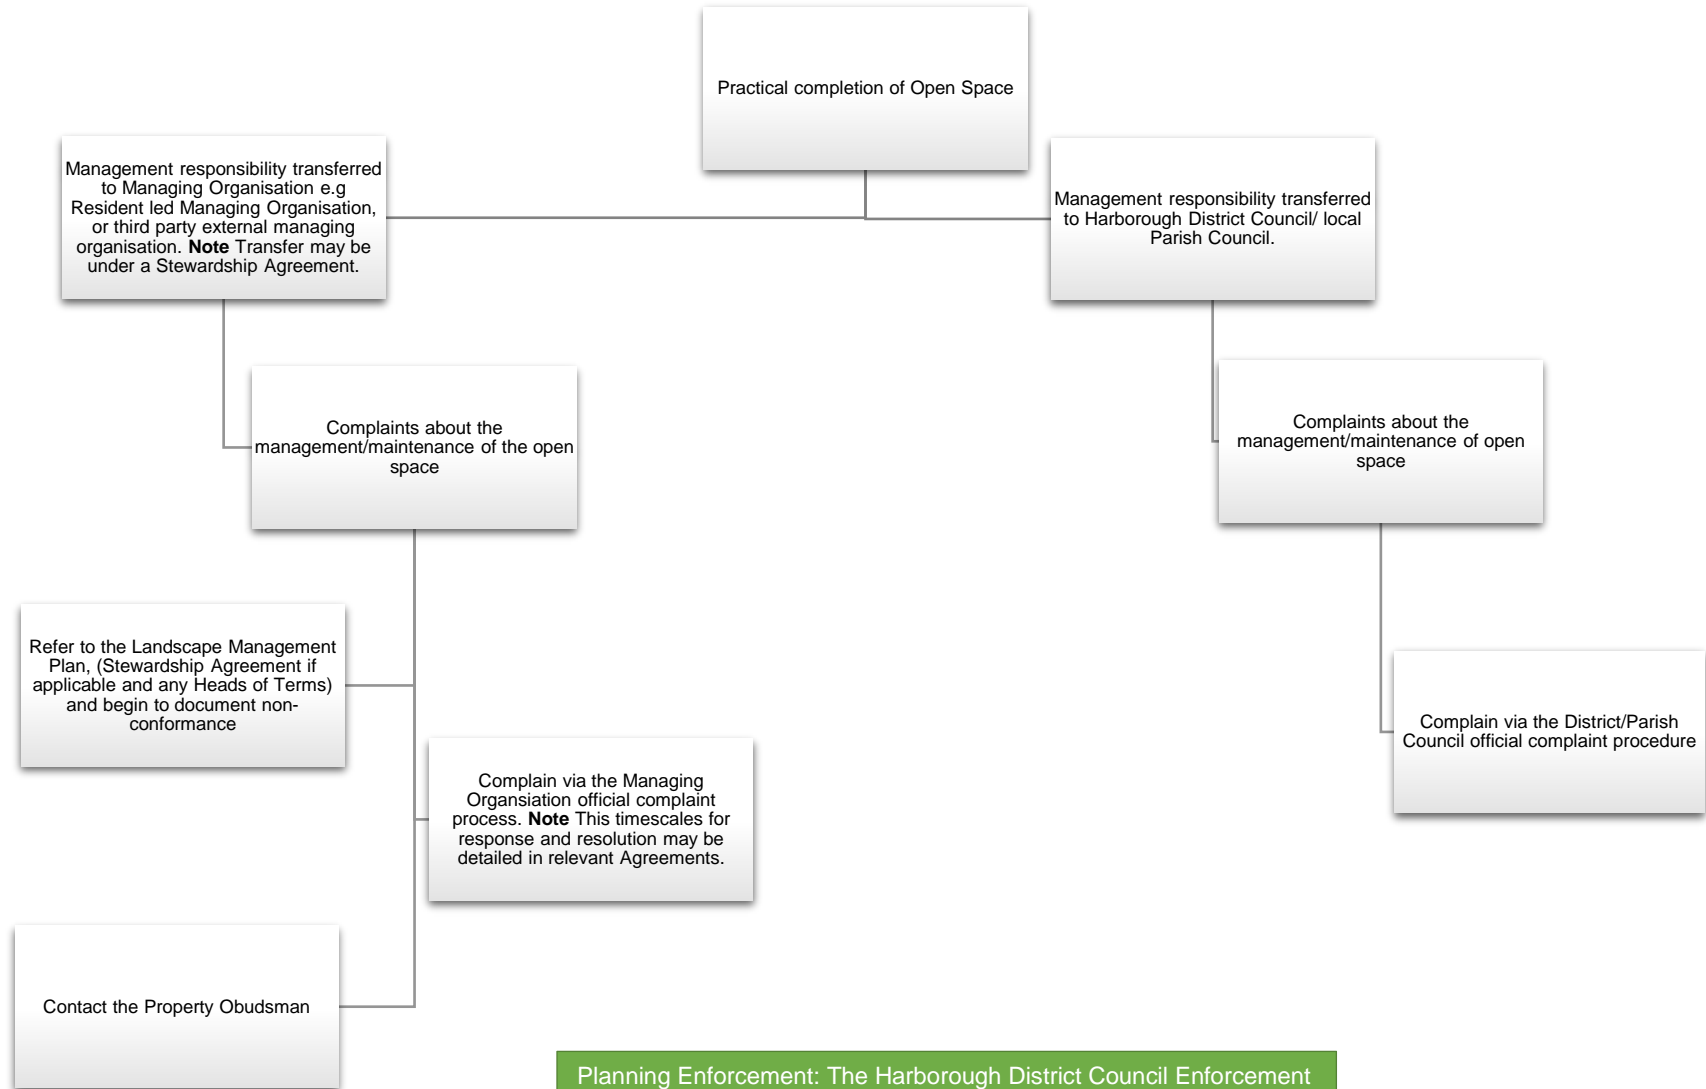 Practical completion of Open Space
Management responsibility transferred
to Managing Organisation e.g
Resident led Managing Organisation,
or third party external managing
organisation. Note Transfer may be
under a Stewardship Agreement.
Management responsibility transferred
to Harborough District Council/ local
Parish Council.
Complaints about the
management/maintenance of the open
space
Complaints about the
management/maintenance of open
space
Refer to the Landscape Management
Plan, (Stewardship Agreement if
applicable and any Heads of Terms)
and begin to document non-
conformance
Complain via the Managing
Organsiation official complaint
process. Note This timescales for
response and resolution may be
detailed in relevant Agreements.
Complain via the District/Parish
Council official complaint procedure
Contact the Property Obudsman
Planning Enforcement: The Harborough District Council Enforcement